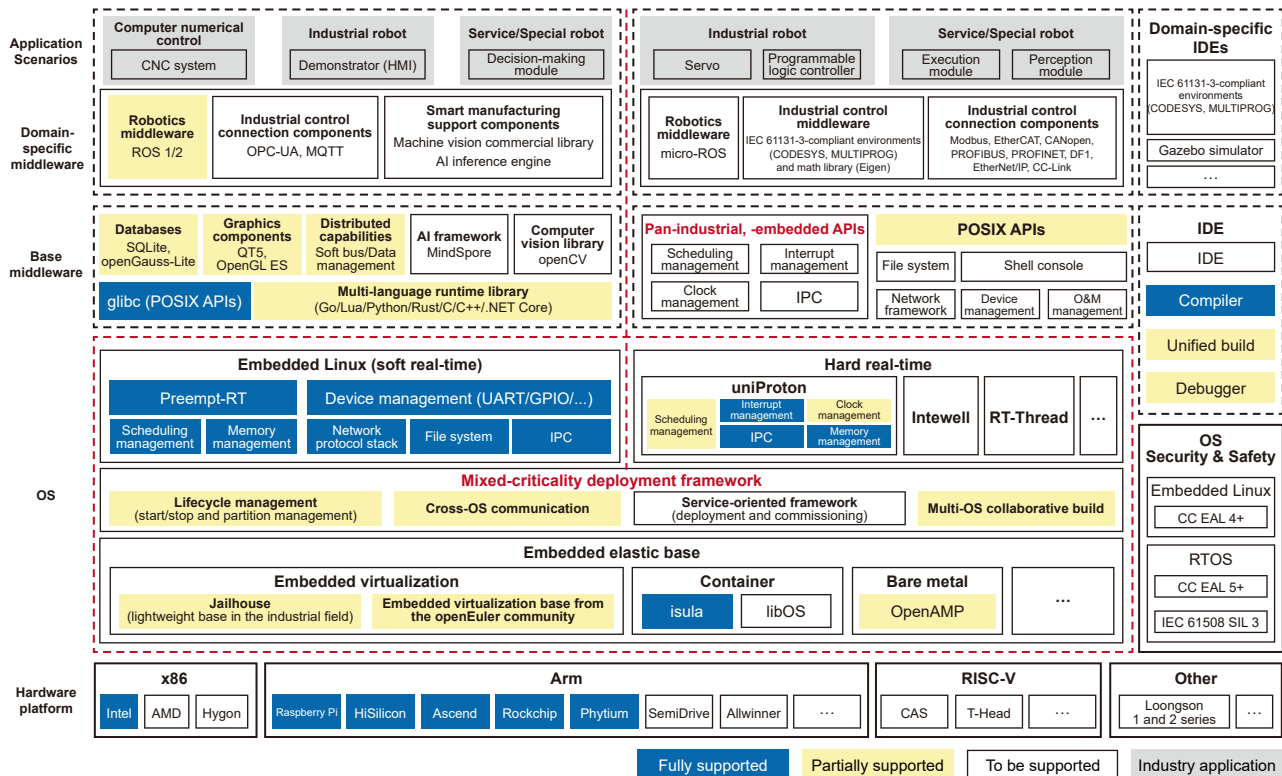 Application
Scenarios
Computer numerical
control
CNC system
Industrial robot
Demonstrator (HMI)
Service/Special robot
Decision-making
module
Industrial robot
Servo
Programmable
logic controller
Service/Special robot
Execution
module
Perception
module
Domain-specific
IDEs
IEC 61131-3-compliant
environments
(CODESYS, MULTIPROG)
Gazebo simulator
...
Domain-
specific
middleware
Robotics
middleware
ROS 1/2
Industrial control
connection components
OPC-UA, MQTT
Smart manufacturing
support components
Machine vision commercial library
AI inference engine
Robotics
middleware
micro-ROS
Industrial control
middleware
IEC 61131-3-compliant environments
(CODESYS, MULTIPROG)
and math library (Eigen)
Industrial control
connection components
Modbus, EtherCAT, CANopen,
PROFIBUS, PROFINET, DF1,
EtherNet/IP, CC-Link
Base
middleware
Databases
SQLite,
openGauss-Lite
Graphics
components
QT5,
OpenGL ES
Distributed
capabilities
Soft bus/Data
management
AI framework
MindSpore
Computer
vision library
openCV
glibc (POSIX APIs)
Multi-language runtime library
(Go/Lua/Python/Rust/C/C++/.NET Core)
Pan-industrial, -embedded APIs
Scheduling
management
Interrupt
management
Clock
management
IPC
POSIX APIs
File system
Shell console
Network
framework
Device
management
O&M
management
IDE
IDE
Compiler
Unified build
Debugger
OS
Embedded Linux (soft real-time)
Preempt-RT
Device management (UART/GPIO/...)
Scheduling
management
Memory
management
Network
protocol stack
File system
IPC
Hard real-time
uniProton
Scheduling
management
Interrupt
management
Clock
management
IPC
Memory
management
Intewell
RT-Thread
...
Mixed-criticality deployment framework
Lifecycle management
(start/stop and partition management)
Cross-OS communication
Service-oriented framework
(deployment and commissioning)
Multi-OS collaborative build
Embedded elastic base
Embedded virtualization
Jailhouse
(lightweight base in the industrial field)
Embedded virtualization base from
the openEuler community
Container
isula
libOS
Bare metal
OpenAMP
...
OS
Security & Safety
Embedded Linux
CC EAL 4+
RTOS
CC EAL 5+
IEC 61508 SIL 3
Hardware
platform
x86
Intel
AMD
Hygon
Arm
Raspberry Pi
HiSilicon
Ascend
Rockchip
Phytium
SemiDrive
Allwinner
...
RISC-V
CAS
T-Head
...
Other
Loongson
1 and 2 series
...
Fully supported
Partially supported
To be supported
Industry application